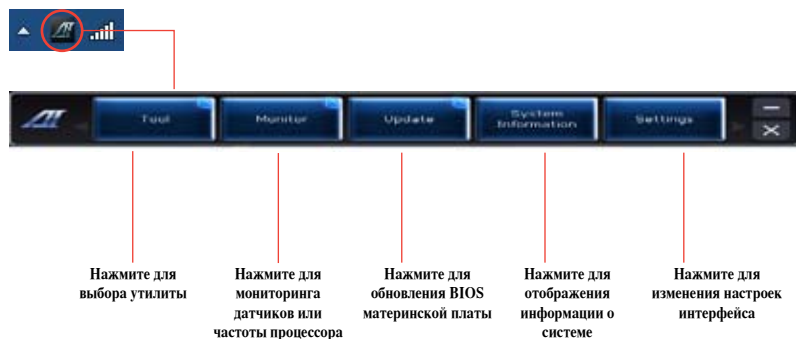 Tool
Monitor
Update
System
Information
Settings
Нажмите для
выбора утилиты
Нажмите для
мониторинга
датчиков или
частоты процессора
Нажмите для
обновления BIOS
материнской платы
Нажмите для
отображения
информации о
системе
Нажмите для
изменения настроек
интерфейса